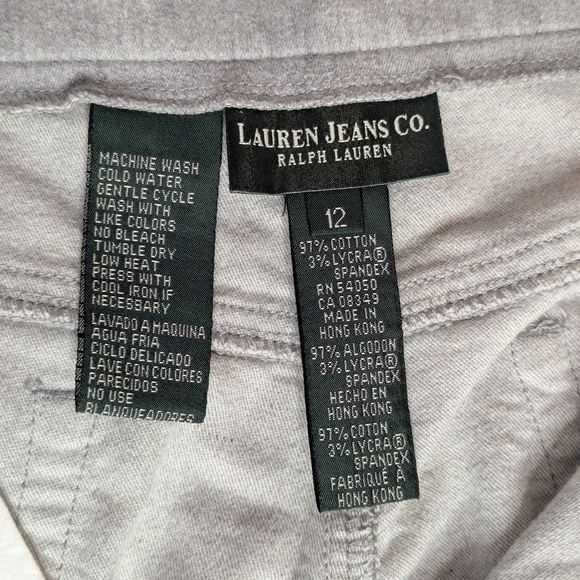 MACHINE WASH
COLD WATER
GENTLE CYCLE
WASH WITH
LIKE COLORS
NO BLEACH
TUMBLE DRY
LOW HEAT
PRESS WITH
COOL IRON IF
NECESSARY
LAVADO A MAQUINA
AGUA FRIA
CICLO DELICADO
LAVE CON COLORES
PARECIDOS
NO USE
BLANQUEADORES
LAUREN JEANS CO.
RALPH LAUREN
12
97% COTTON
3% LYCRA®
SPANDEX
RN 54050
CA 08349
MADE IN
HONG KONG
97% ALGODON
3% LYCRA®
SPANDEX
HECHO EN
HONG KONG
97% COTON
3% LYCRA®
SPANDEX
FABRIQUÉ À
HONG KONG